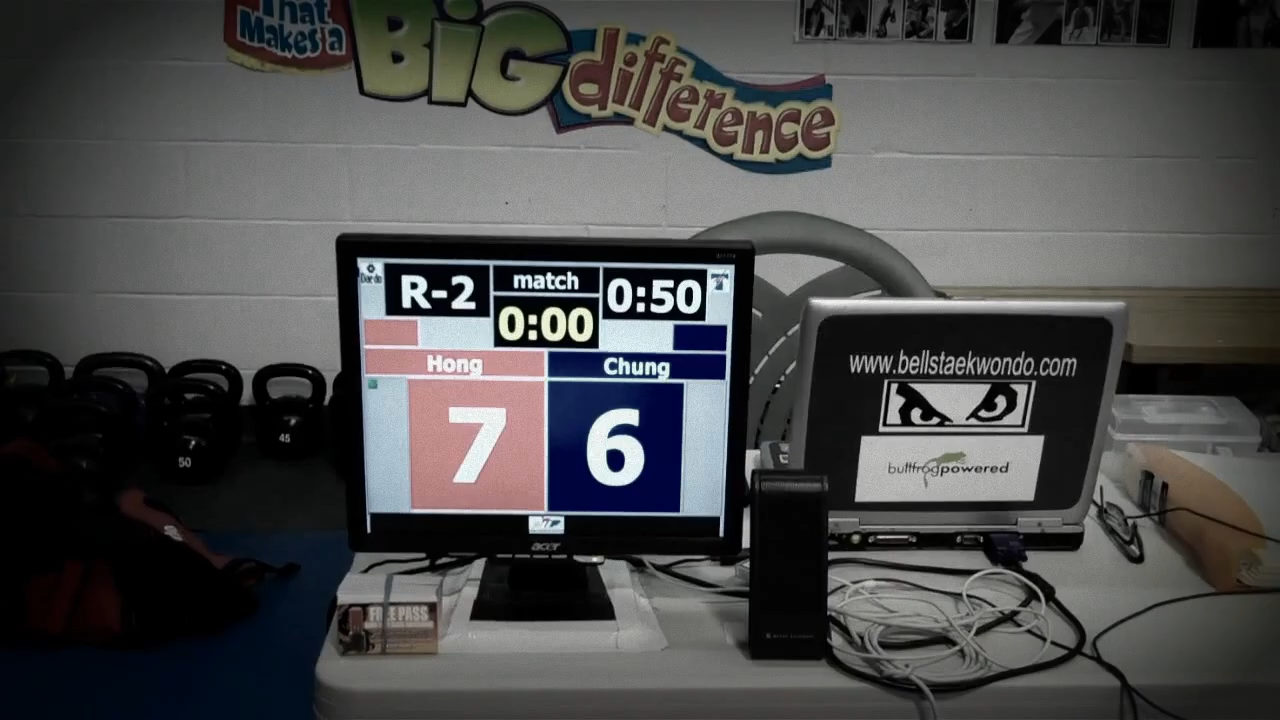 That
Makes a
BiG
difference
Dardo
R-2
match
0:50
0:00
Hong
Chung
7
6
acer
www.bellstaekwondo.com
bullfrogpowered
FREE PASS
45
50